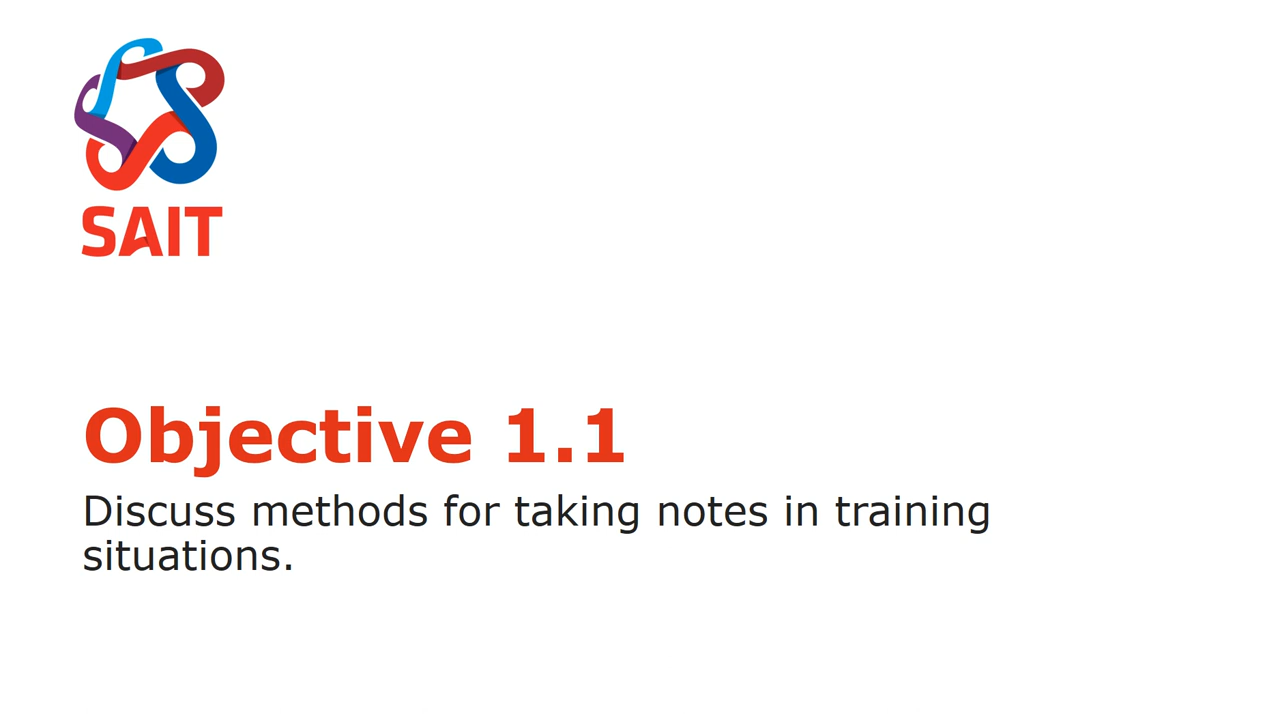 SAIT
Objective 1.1
Discuss methods for taking notes in training
situations.